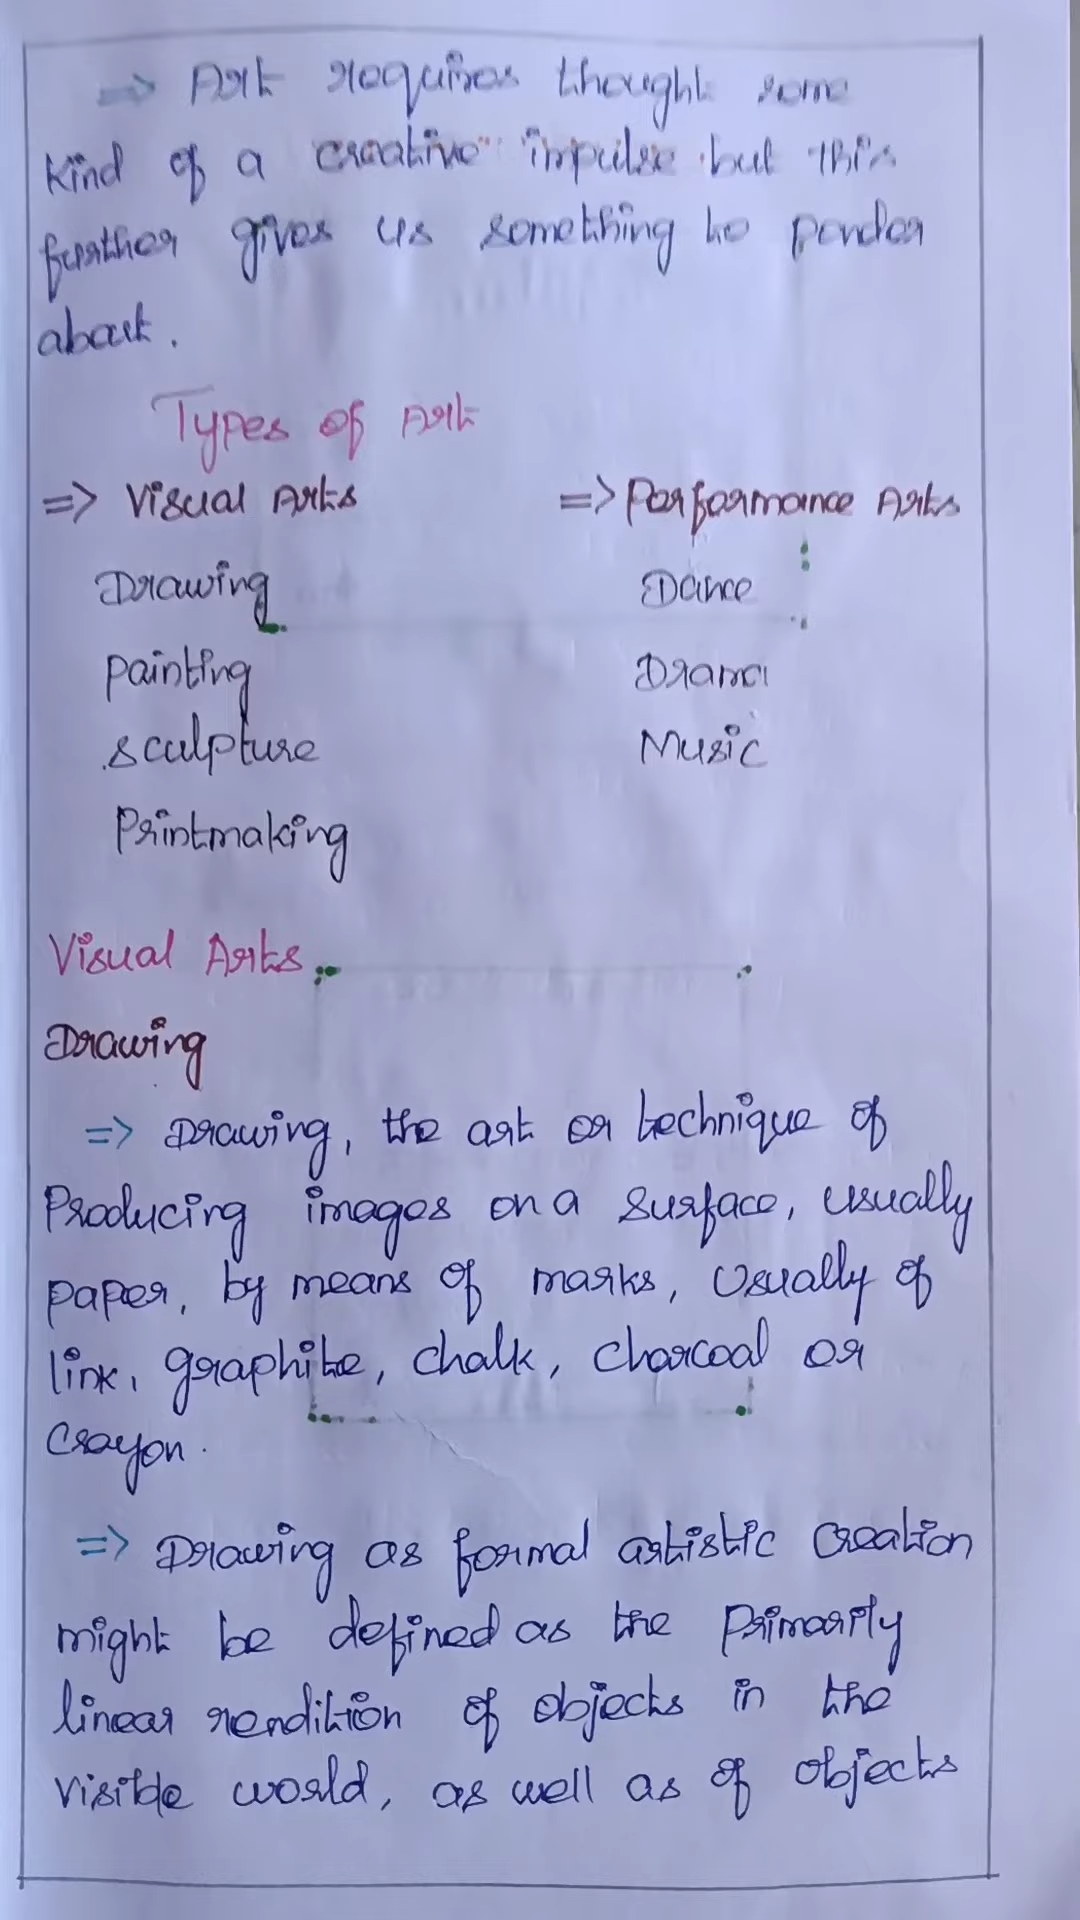 => Art requires thought some
kind of a creative impulse but this
further gives us something to ponder
about.
Types of Art
=> Visual Arts => Performance Arts
Drawing Dance
Painting Drama
Sculpture Music
Printmaking
Visual Arts
Drawing
=> Drawing, the art or technique of
Producing images on a surface, usually
paper, by means of marks, Usually of
link, graphite, chalk, charcoal or
Crayon.
=> Drawing as formal artistic creation
might be defined as the Primarily
linear rendition of objects in the
visible world, as well as of objects